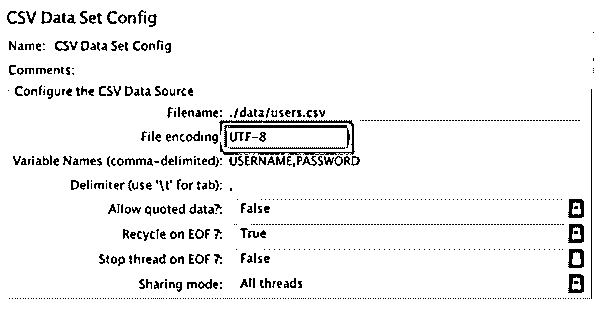 CSV Data Set Config
Name: CSV Data Set Config
Comments:
Configure the CSV Data Source
Filename: ./data/users.csv
File encoding UTF-8
Variable Names (comma-delimited): USERNAME,PASSWORD
Delimiter (use '\t' for tab): ,
Allow quoted data?: False
Recycle on EOF ?: True
Stop thread on EOF ?: False
Sharing mode: All threads